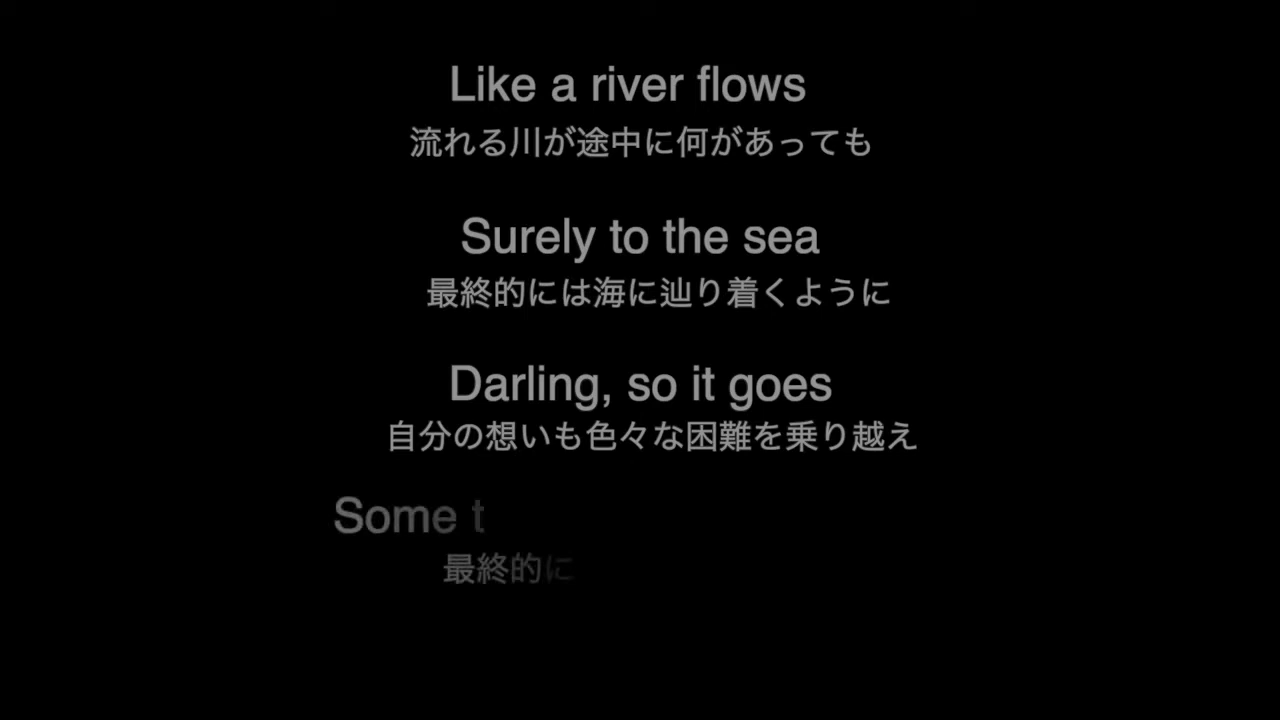 Like a river flows
流れる川が途中に何があっても
Surely to the sea
最終的には海に辿り着くように
Darling, so it goes
自分の想いも色々な困難を乗り越え
Some t
最終的に